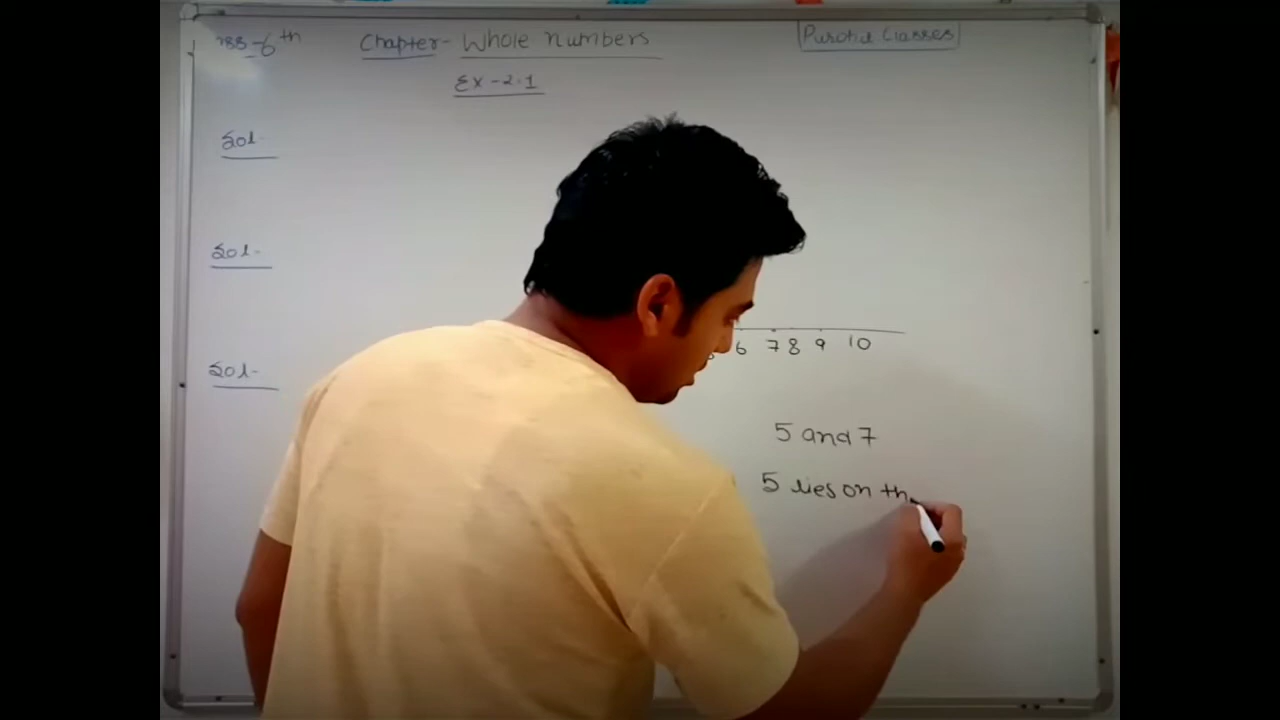 6th Chapter- Whole Numbers Purohit Classes
Ex-2.1
Sol-
Sol-
6 7 8 9 10
Sol-
5 and 7
5 lies on th